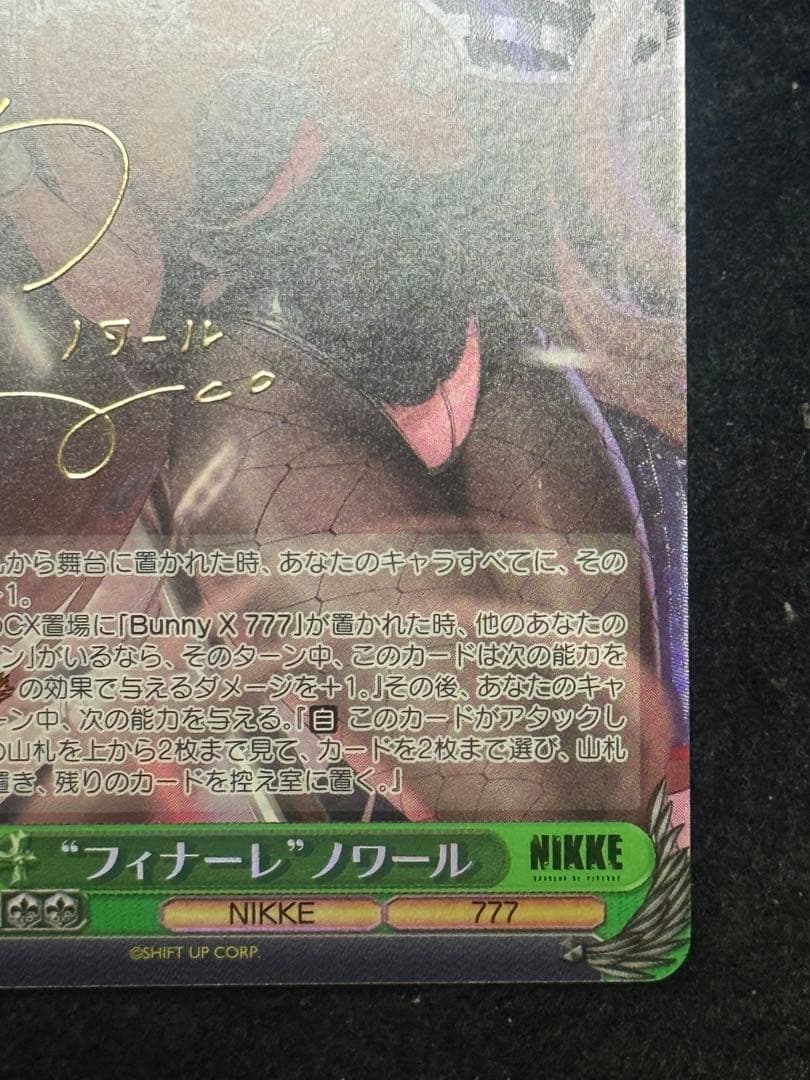 ノワール
co
から舞台に置かれた時、あなたのキャラすべてに、その
+1。
CX置場に「Bunny X 777」が置かれた時、他のあなたの
ン」がいるなら、そのターン中、このカードは次の能力を
の効果で与えるダメージを+1。』その後、あなたのキャ
ーン中、次の能力を与える。『自 このカードがアタックし
の山札を上から2枚まで見て、カードを2枚まで選び、山札
置き、残りのカードを控え室に置く。』
“フィナーレ”ノワール
NIKKE
NIKKE 777
©SHIFT UP CORP.